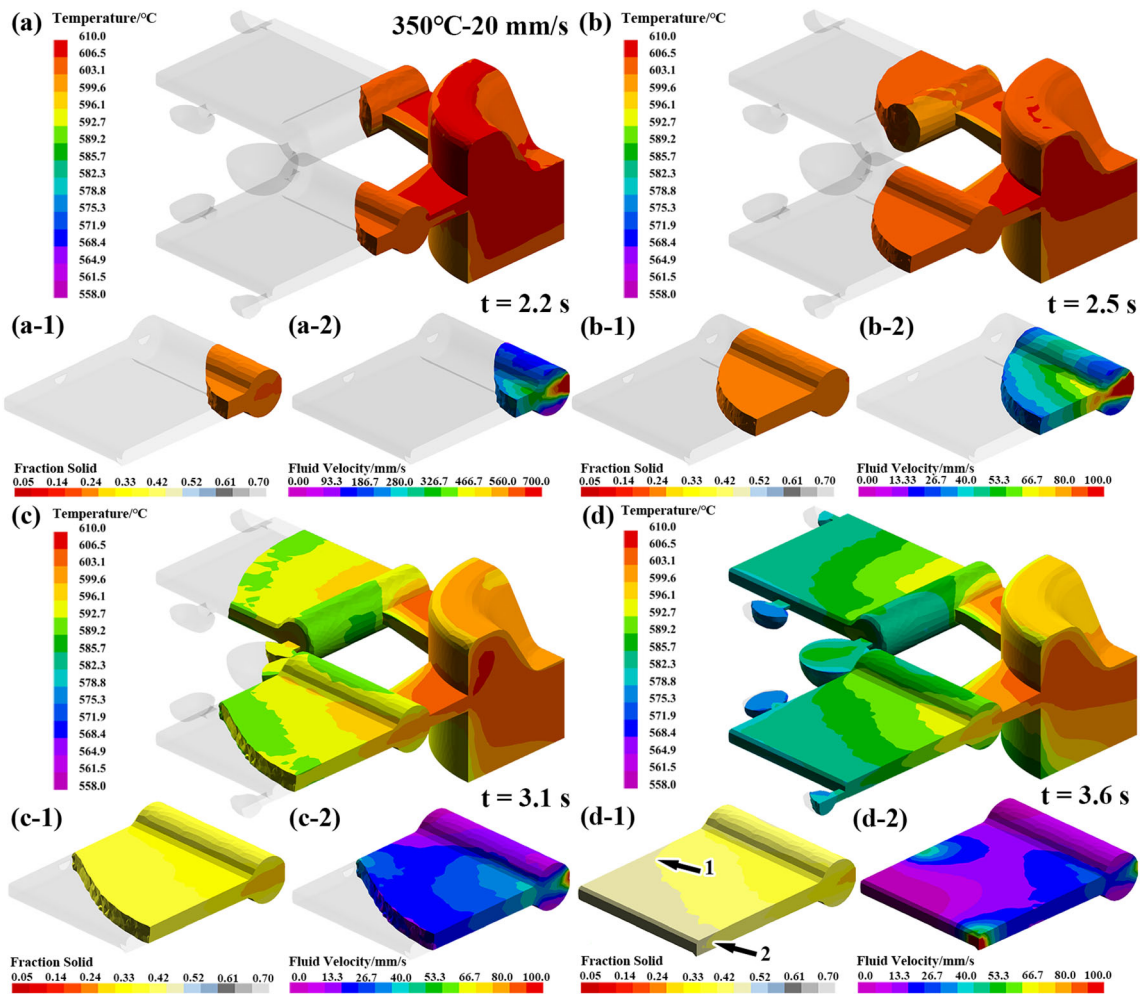 (a) Temperature/°C 350°C-20 mm/s
610.0
606.5
603.1
599.6
596.1
592.7
589.2
585.7
582.3
578.8
575.3
571.9
568.4
564.9
561.5
558.0
t = 2.2 s
(b) Temperature/°C
610.0
606.5
603.1
599.6
596.1
592.7
589.2
585.7
582.3
578.8
575.3
571.9
568.4
564.9
561.5
558.0
t = 2.5 s
(a-1) (a-2) (b-1) (b-2)
Fraction Solid
0.05 0.14 0.24 0.33 0.42 0.52 0.61 0.70
Fluid Velocity/mm/s
0.00 93.3 186.7 280.0 326.7 466.7 560.0 700.0
Fraction Solid
0.05 0.14 0.24 0.33 0.42 0.52 0.61 0.70
Fluid Velocity/mm/s
0.00 13.33 26.7 40.0 53.3 66.7 80.0 100.0
(c) Temperature/°C
610.0
606.5
603.1
599.6
596.1
592.7
589.2
585.7
582.3
578.8
575.3
571.9
568.4
564.9
561.5
558.0
t = 3.1 s
(d) Temperature/°C
610.0
606.5
603.1
599.6
596.1
592.7
589.2
585.7
582.3
578.8
575.3
571.9
568.4
564.9
561.5
558.0
t = 3.6 s
(c-1) (c-2) (d-1) (d-2)
1
2
Fraction Solid
0.05 0.14 0.24 0.33 0.42 0.52 0.61 0.70
Fluid Velocity/mm/s
0.0 13.3 26.7 40.0 53.3 66.7 80.0 100.0
Fraction Solid
0.05 0.14 0.24 0.33 0.42 0.52 0.61 0.70
Fluid Velocity/mm/s
0.0 13.3 26.7 40.0 53.3 66.7 80.0 100.0